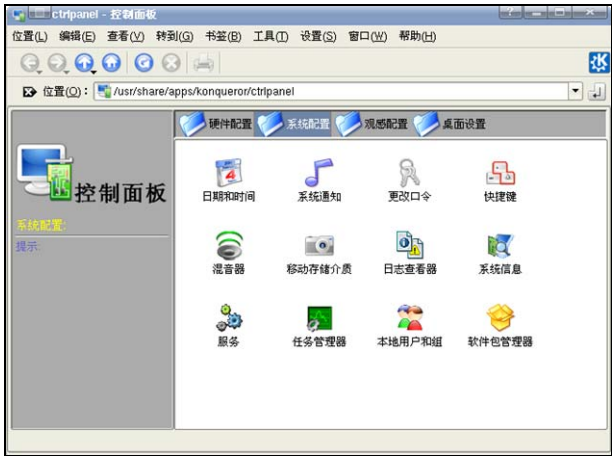 ctrlpanel - 控制面板
位置(L) 编辑(E) 查看(V) 转到(G) 书签(B) 工具(T) 设置(S) 窗口(W) 帮助(H)
位置(O): /usr/share/apps/konqueror/ctrlpanel
硬件配置 系统配置 观感配置 桌面设置
控制面板
系统配置:
提示:
日期和时间 系统通知 更改口令 快捷键
混音器 移动存储介质 日志查看器 系统信息
服务 任务管理器 本地用户和组 软件包管理器